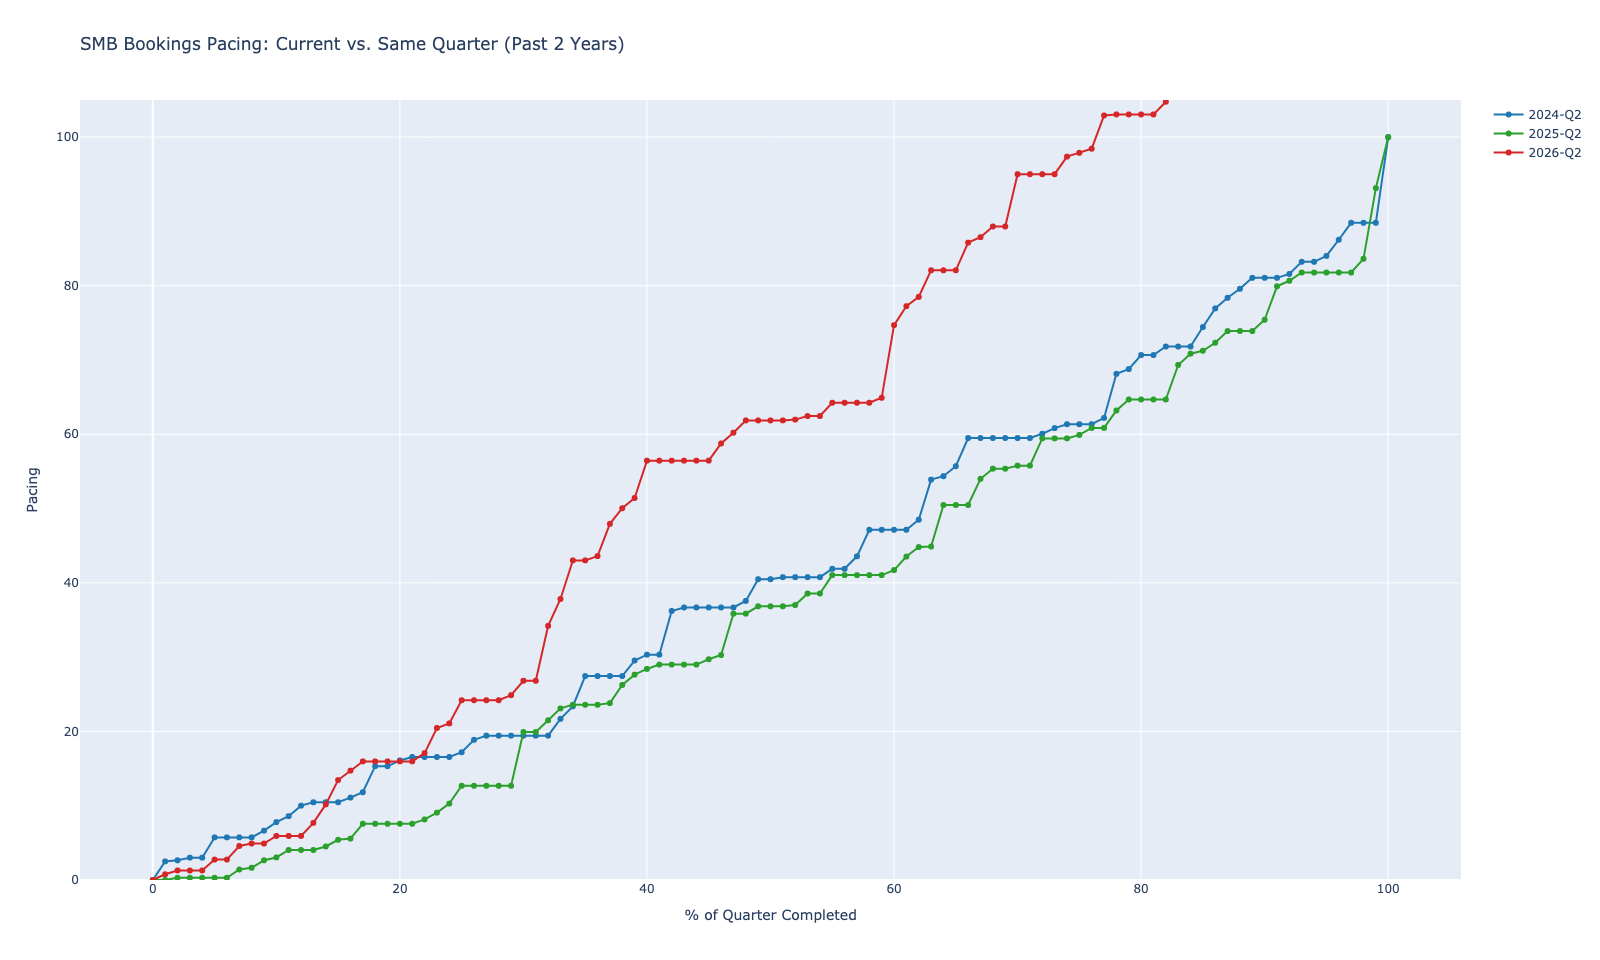 SMB Bookings Pacing: Current vs. Same Quarter (Past 2 Years)
2024-Q2
2025-Q2
2026-Q2
100
80
60
40
20
0
Pacing
0 20 40 60 80 100
% of Quarter Completed